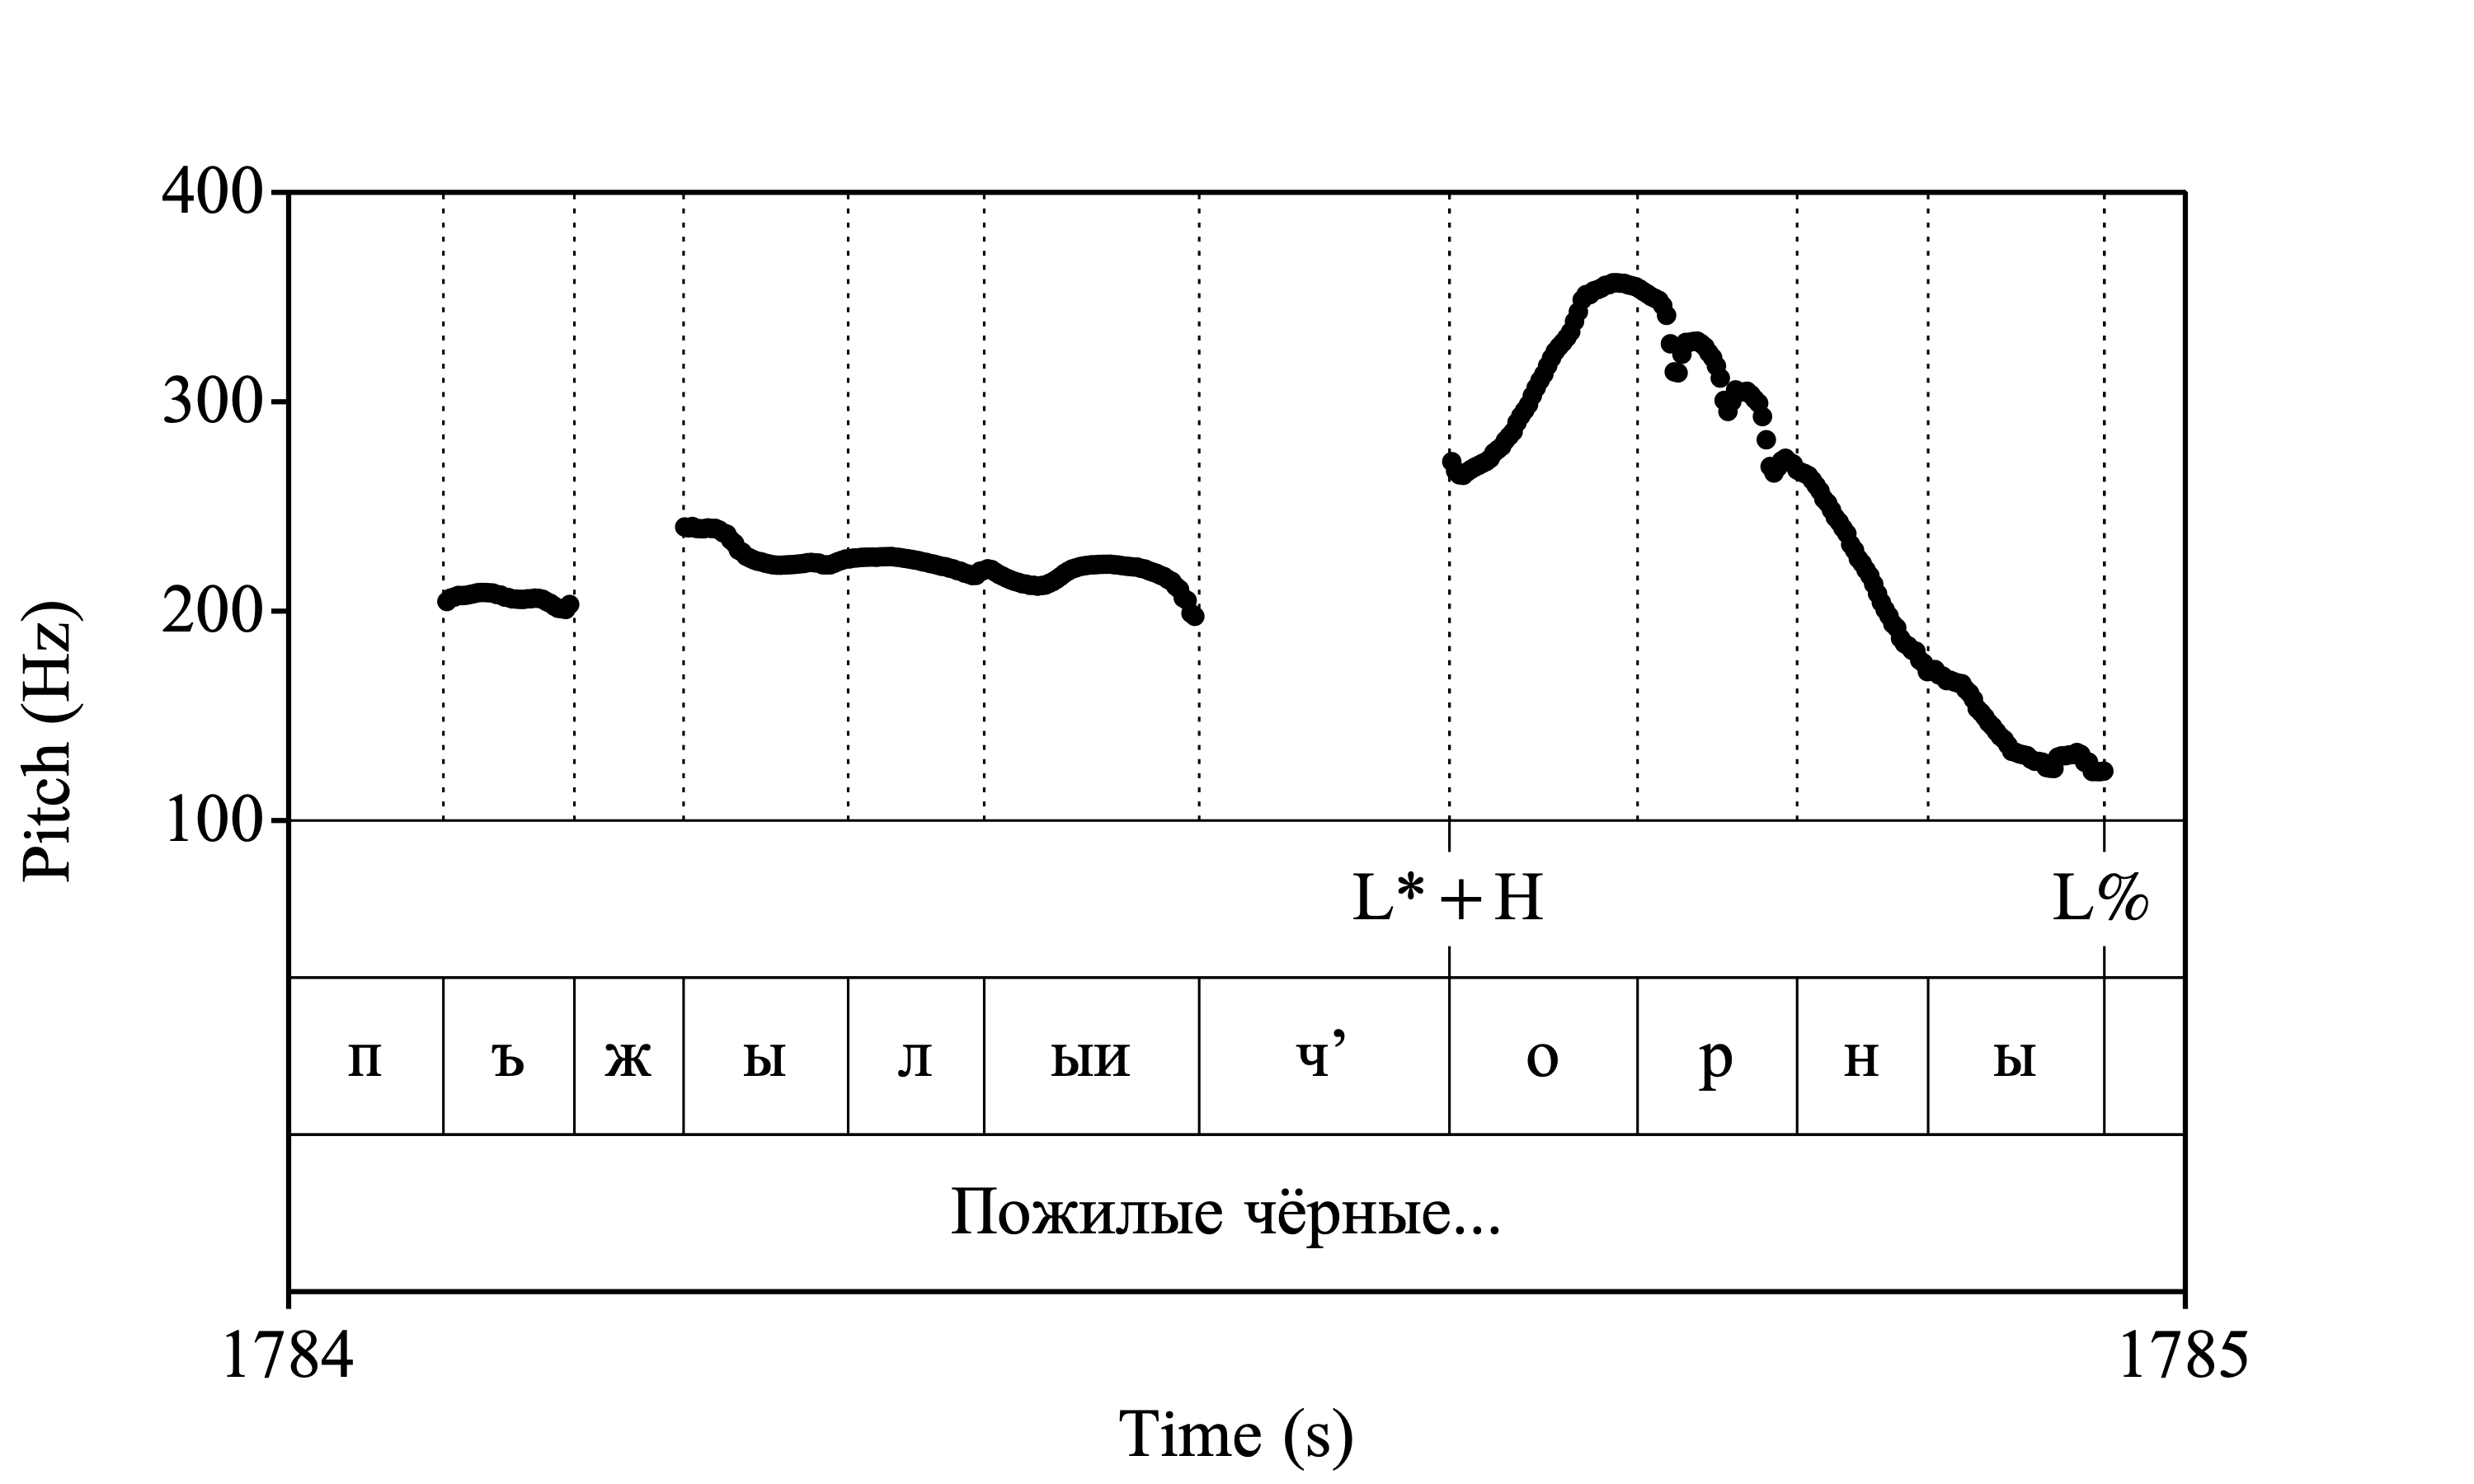 400
300
200
100
Pitch (Hz)
L*+H L%
п ъ ж ы л ыи ч’ о р н ы
Пожилые чёрные...
1784 1785
Time (s)